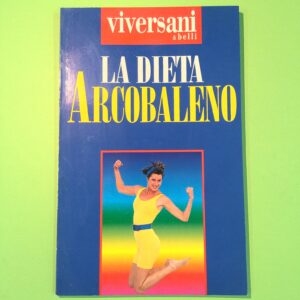 viversani
& belli
LA DIETA
ARCOBALENO